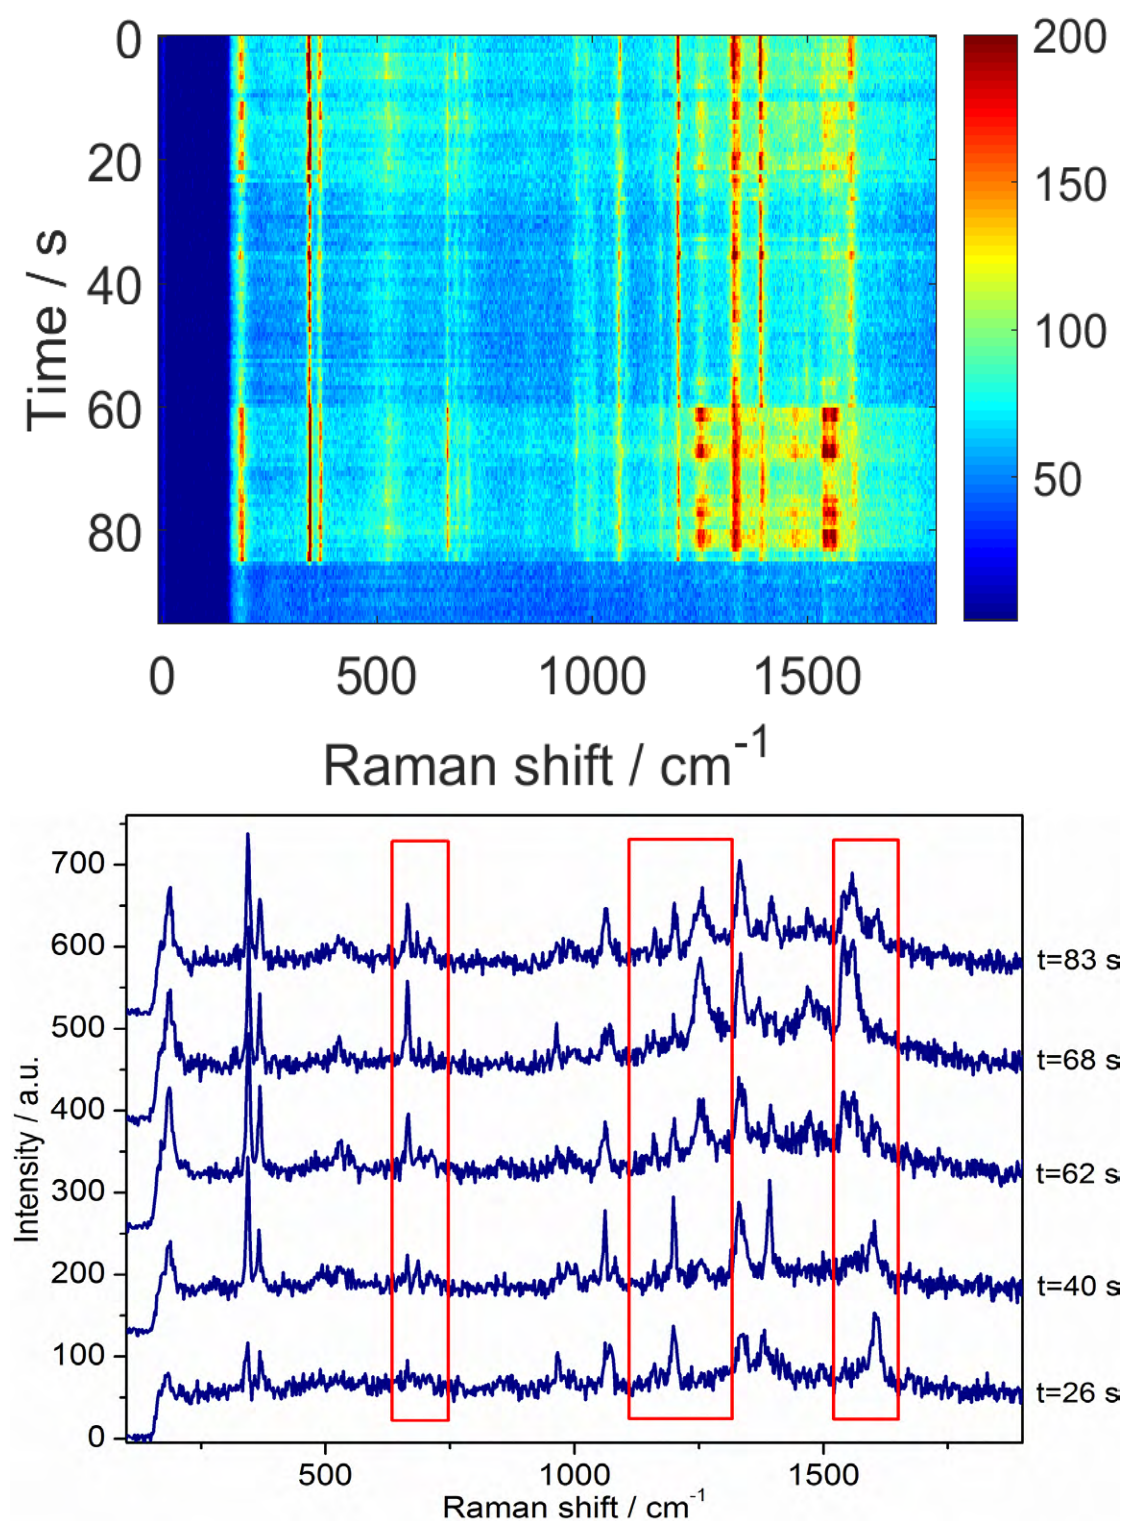 0
20
40
60
80
Time / s
200
150
100
50
0 500 1000 1500
Raman shift / cm-1
700
600
500
400
300
200
100
0
Intensity / a.u.
t=83 s
t=68 s
t=62 s
t=40 s
t=26 s
500 1000 1500
Raman shift / cm-1